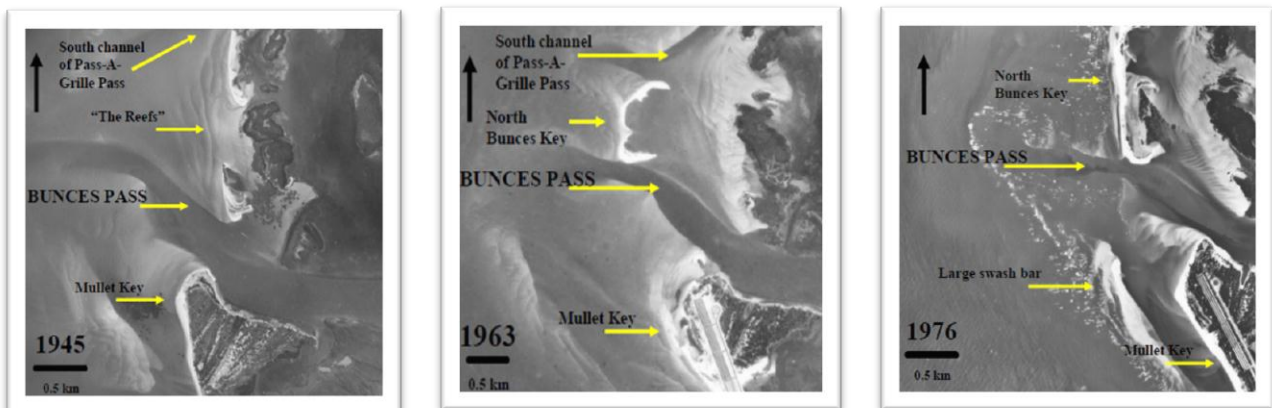 South channel
of Pass-A-
Grille Pass
“The Reefs”
BUNCES PASS
Mullet Key
1945
0.5 km
South channel
of Pass-A-
Grille Pass
North
Bunces Key
BUNCES PASS
Mullet Key
1963
0.5 km
North
Bunces Key
BUNCES PASS
Large swash bar
1976
Mullet Key
0.5 km